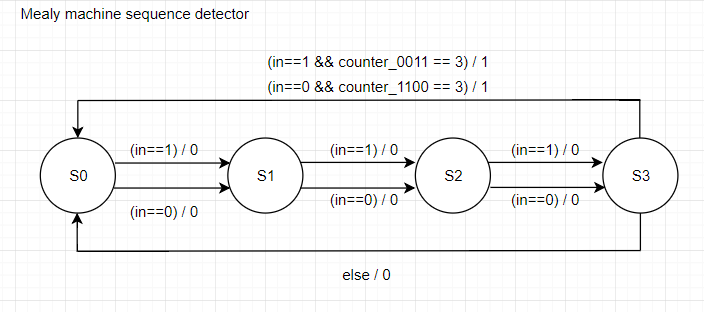 Mealy machine sequence detector
(in==1 && counter_0011 == 3) / 1
(in==0 && counter_1100 == 3) / 1
(in==1) / 0
(in==1) / 0
(in==1) / 0
S0
S1
S2
S3
(in==0) / 0
(in==0) / 0
(in==0) / 0
else / 0